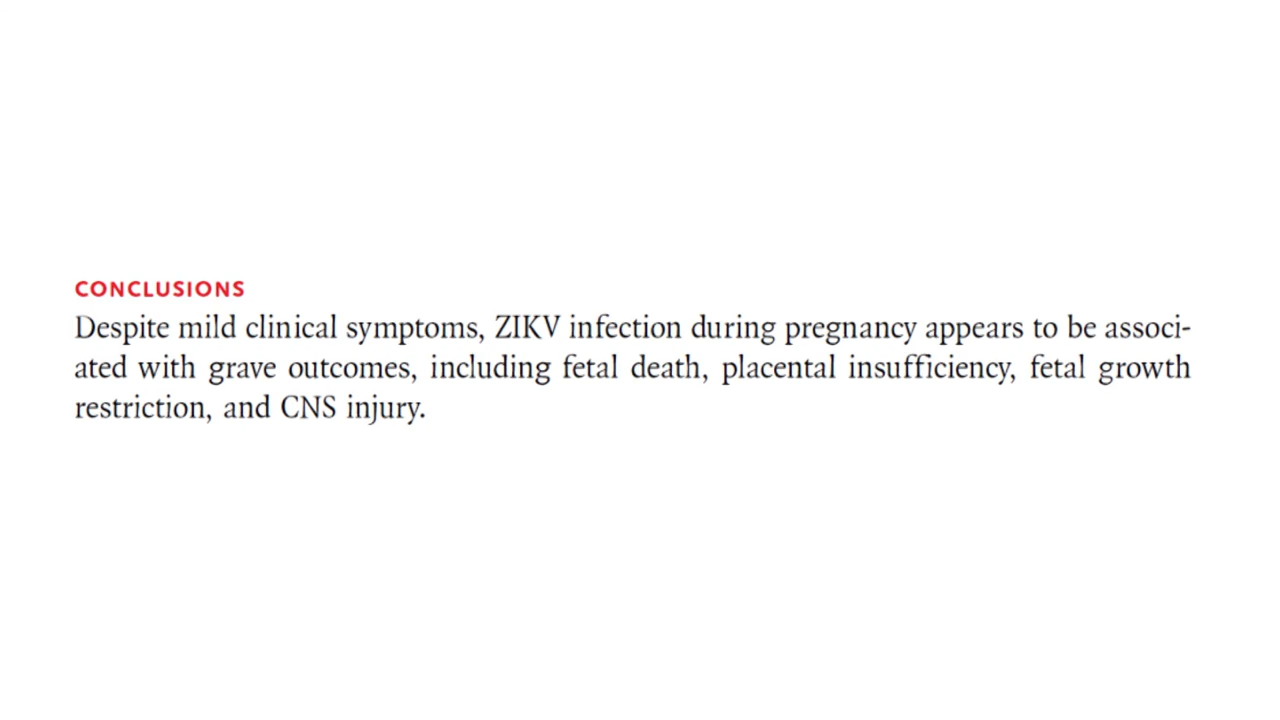 CONCLUSIONS
Despite mild clinical symptoms, ZIKV infection during pregnancy appears to be associ-
ated with grave outcomes, including fetal death, placental insufficiency, fetal growth
restriction, and CNS injury.